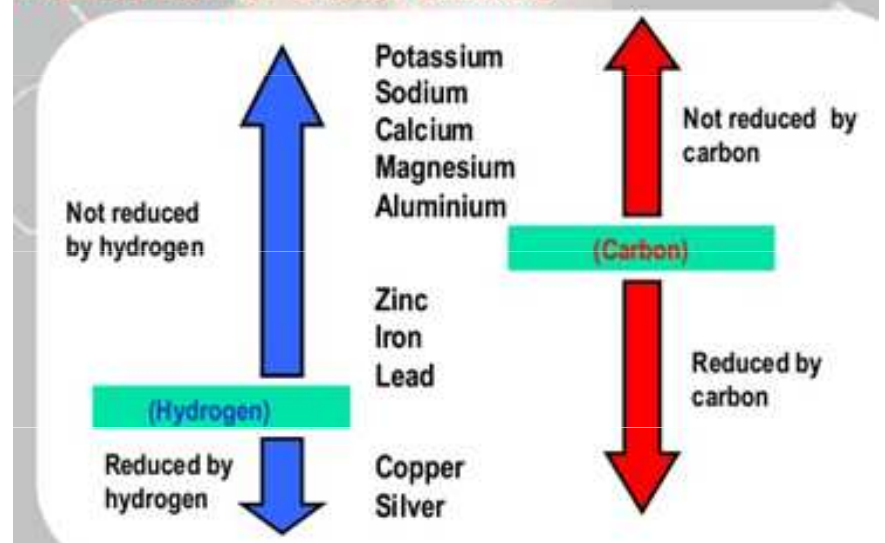 Potassium
Sodium
Calcium
Magnesium
Aluminium
Not reduced by
carbon
Not reduced
by hydrogen
(Carbon)
Zinc
Iron
Lead
Reduced by
carbon
(Hydrogen)
Reduced by
hydrogen
Copper
Silver